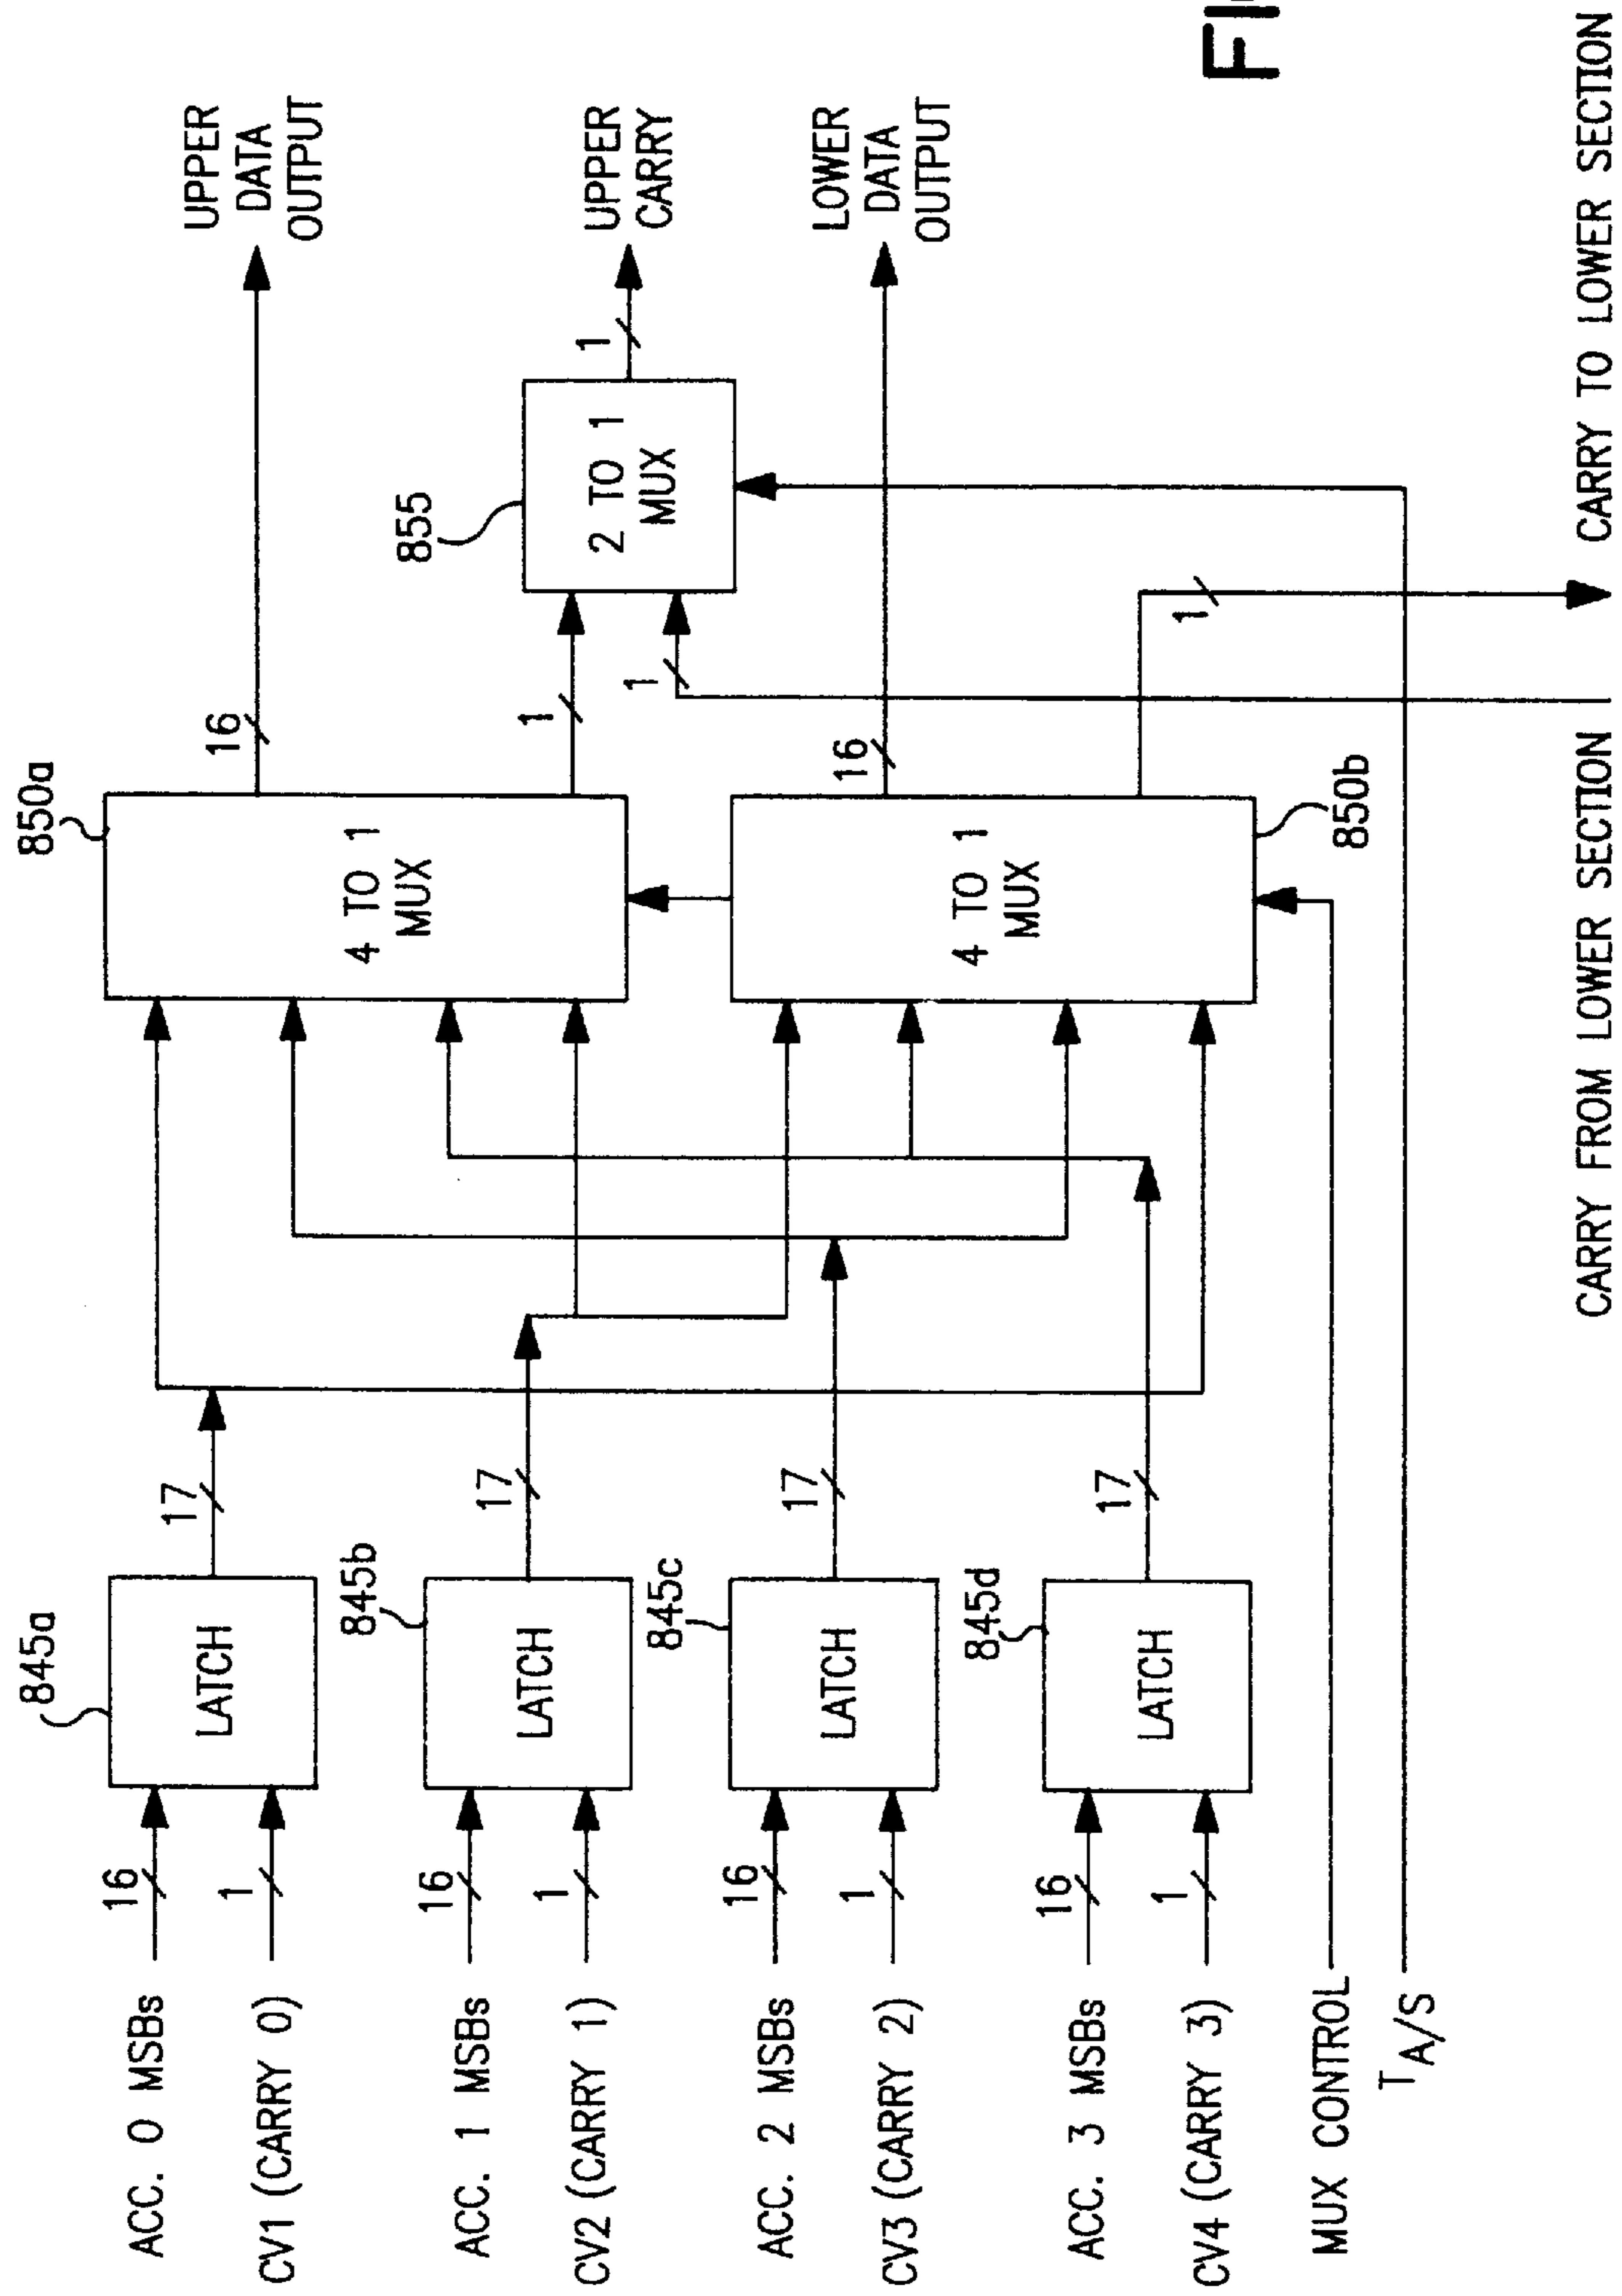 ACC. 0 MSBs
16
CV1 (CARRY 0)
1
845a
LATCH
17
ACC. 1 MSBs
16
CV2 (CARRY 1)
1
845b
LATCH
17
ACC. 2 MSBs
16
CV3 (CARRY 2)
1
845c
LATCH
17
ACC. 3 MSBs
16
CV4 (CARRY 3)
1
845d
LATCH
17
MUX CONTROL
TA/S
850a
4 TO 1
MUX
16
1
4 TO 1
MUX
850b
16
1
1
855
2 TO 1
MUX
1
UPPER
DATA
OUTPUT
UPPER
CARRY
LOWER
DATA
OUTPUT
CARRY FROM LOWER SECTION
CARRY TO LOWER SECTION